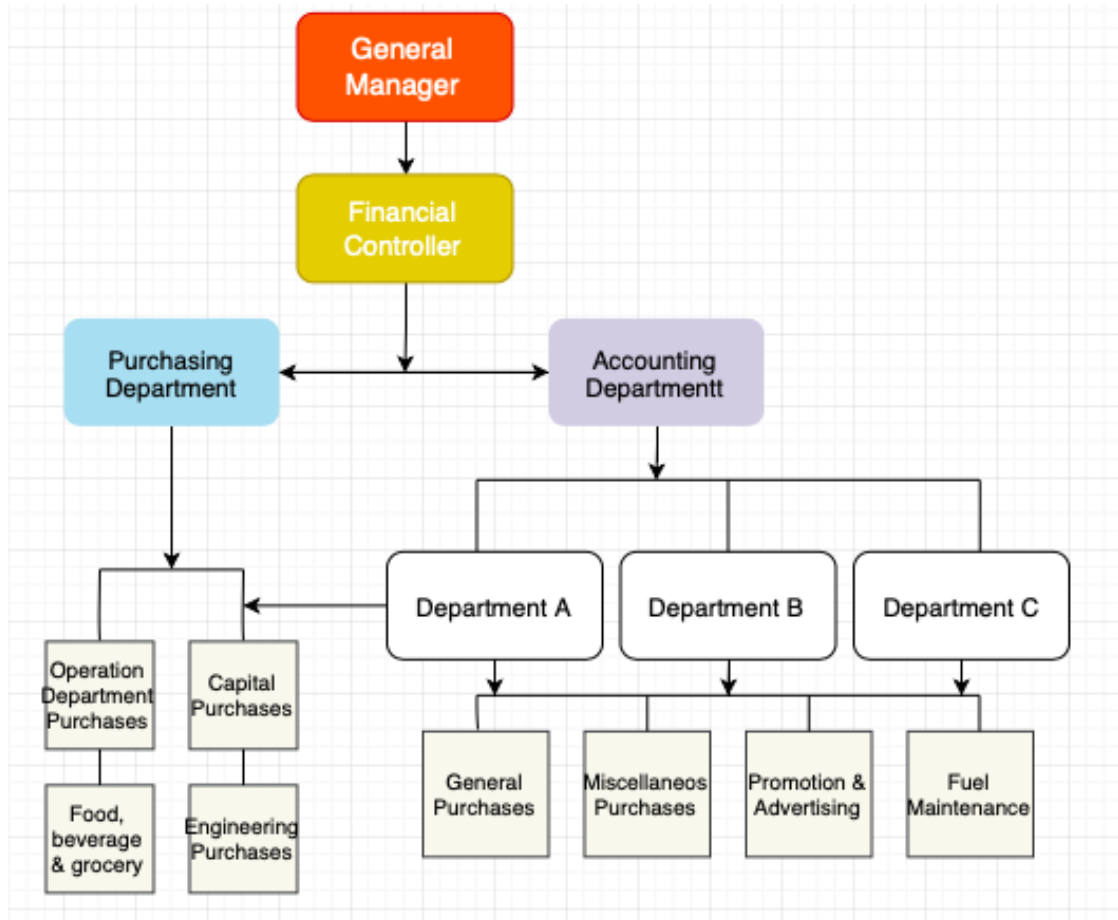 General
Manager
Financial
Controller
Purchasing
Department
Accounting
Departmentt
Department A
Department B
Department C
Operation
Department
Purchases
Capital
Purchases
General
Purchases
Miscellaneos
Purchases
Promotion &
Advertising
Fuel
Maintenance
Food,
beverage
& grocery
Engineering
Purchases